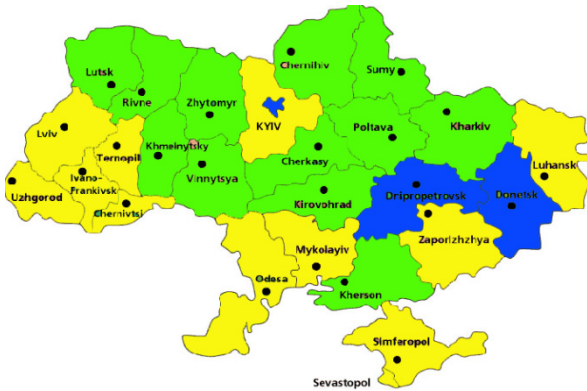 Chernihiv
Sumy
Lutsk
Rivne
Zhytomyr
KYIV
Lviv
Ternopil
Khmelnytsky
Poltava
Kharkiv
Cherkasy
Luhansk
Ivano-
Frankivsk
Vinnytsya
Uzhgorod
Chernivtsi
Kirovohrad
Dnipropetrovsk
Donetsk
Mykolayiv
Zaporizhzhya
Odesa
Kherson
Simferopel
Sevastopol